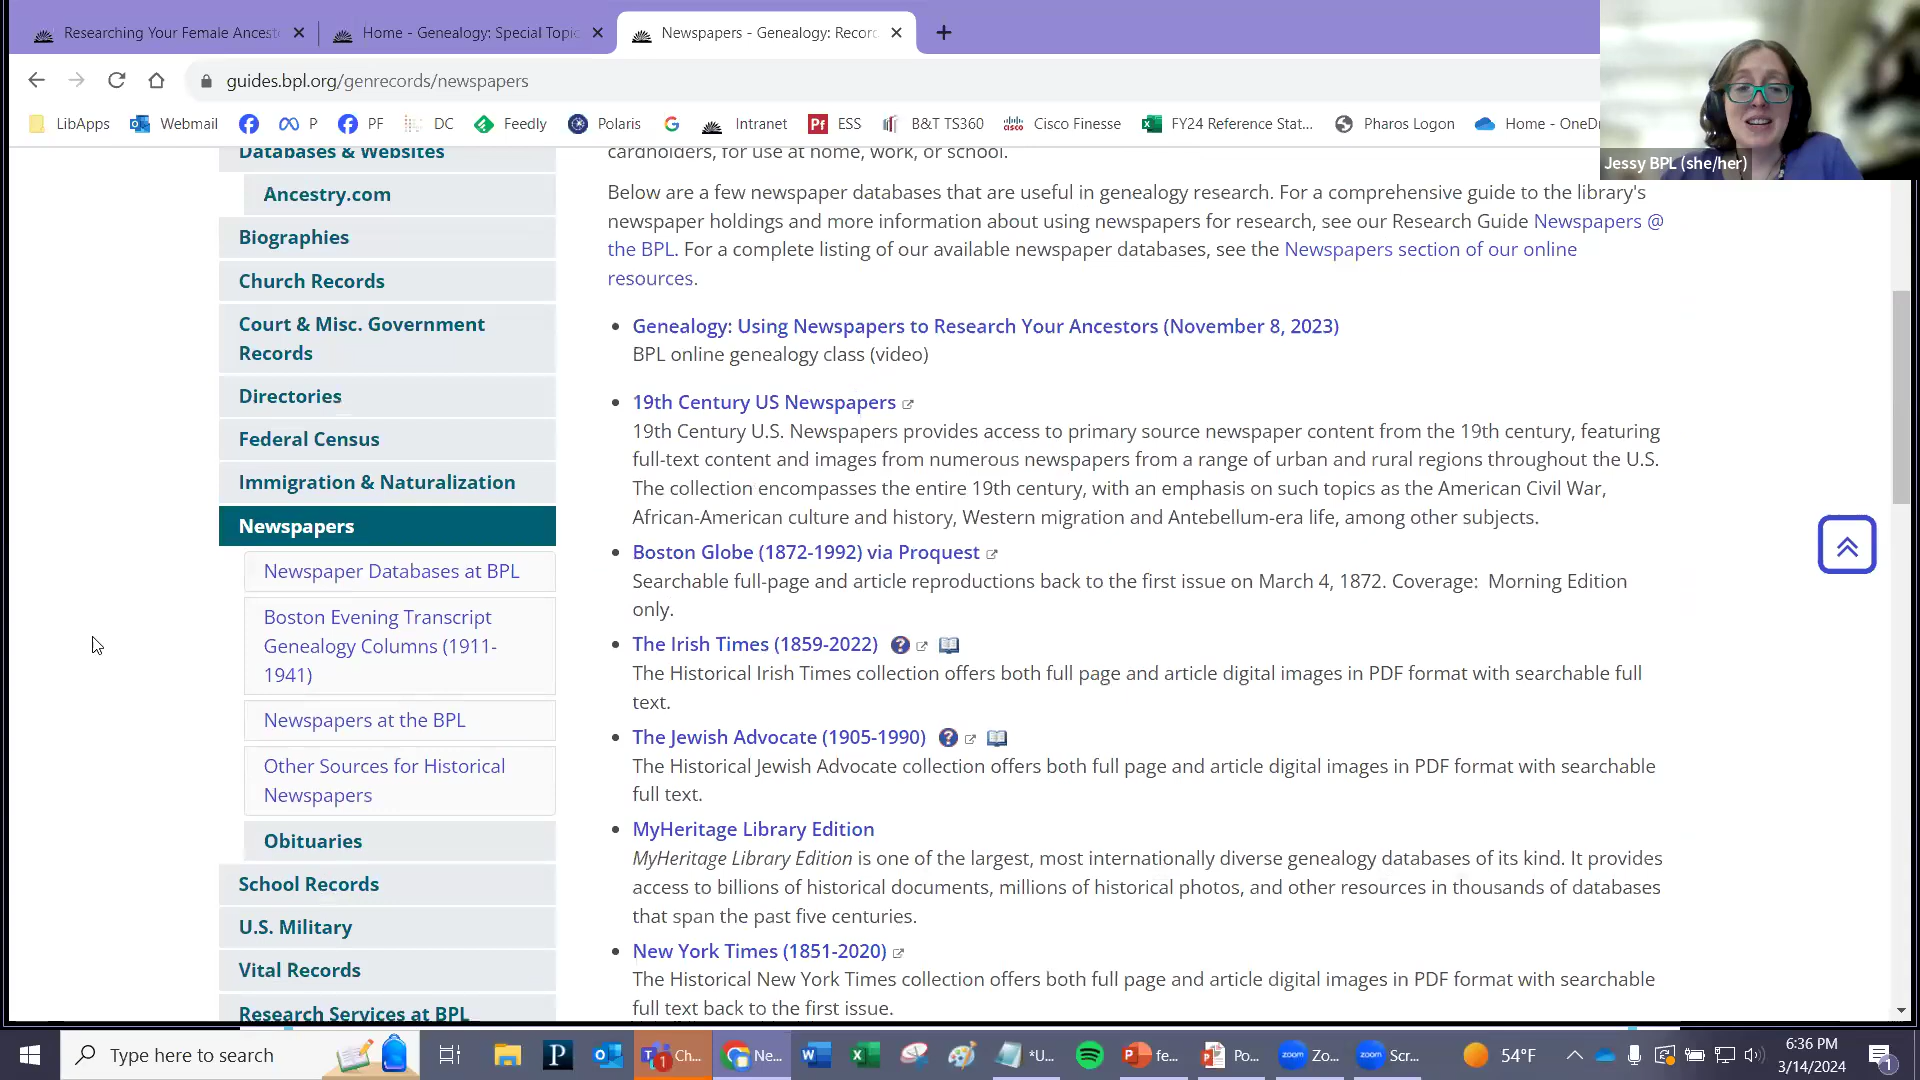 Researching Your Female Ancest
Home - Genealogy: Special Topic
Newspapers - Genealogy: Record
guides.bpl.org/genrecords/newspapers
LibApps
Webmail
P
PF
DC
Feedly
Polaris
Intranet
Pf ESS
B&T TS360
cisco Cisco Finesse
FY24 Reference Stat...
Pharos Logon
Home - OneDr
Jessy BPL (she/her)
Databases & Websites
Ancestry.com
Biographies
Church Records
Court & Misc. Government
Records
Directories
Federal Census
Immigration & Naturalization
Newspapers
Newspaper Databases at BPL
Boston Evening Transcript
Genealogy Columns (1911-
1941)
Newspapers at the BPL
Other Sources for Historical
Newspapers
Obituaries
School Records
U.S. Military
Vital Records
Research Services at BPL
cardholders, for use at home, work, or school.
Below are a few newspaper databases that are useful in genealogy research. For a comprehensive guide to the library's
newspaper holdings and more information about using newspapers for research, see our Research Guide Newspapers @
the BPL. For a complete listing of our available newspaper databases, see the Newspapers section of our online
resources.
Genealogy: Using Newspapers to Research Your Ancestors (November 8, 2023)
BPL online genealogy class (video)
19th Century US Newspapers
19th Century U.S. Newspapers provides access to primary source newspaper content from the 19th century, featuring
full-text content and images from numerous newspapers from a range of urban and rural regions throughout the U.S.
The collection encompasses the entire 19th century, with an emphasis on such topics as the American Civil War,
African-American culture and history, Western migration and Antebellum-era life, among other subjects.
Boston Globe (1872-1992) via Proquest
Searchable full-page and article reproductions back to the first issue on March 4, 1872. Coverage: Morning Edition
only.
The Irish Times (1859-2022)
The Historical Irish Times collection offers both full page and article digital images in PDF format with searchable full
text.
The Jewish Advocate (1905-1990)
The Historical Jewish Advocate collection offers both full page and article digital images in PDF format with searchable
full text.
MyHeritage Library Edition
MyHeritage Library Edition is one of the largest, most internationally diverse genealogy databases of its kind. It provides
access to billions of historical documents, millions of historical photos, and other resources in thousands of databases
that span the past five centuries.
New York Times (1851-2020)
The Historical New York Times collection offers both full page and article digital images in PDF format with searchable
full text back to the first issue.
Type here to search
1 Ch...
Ne...
*U...
fe...
Po...
zoom Zo...
zoom Scr...
54°F
6:36 PM
3/14/2024
1